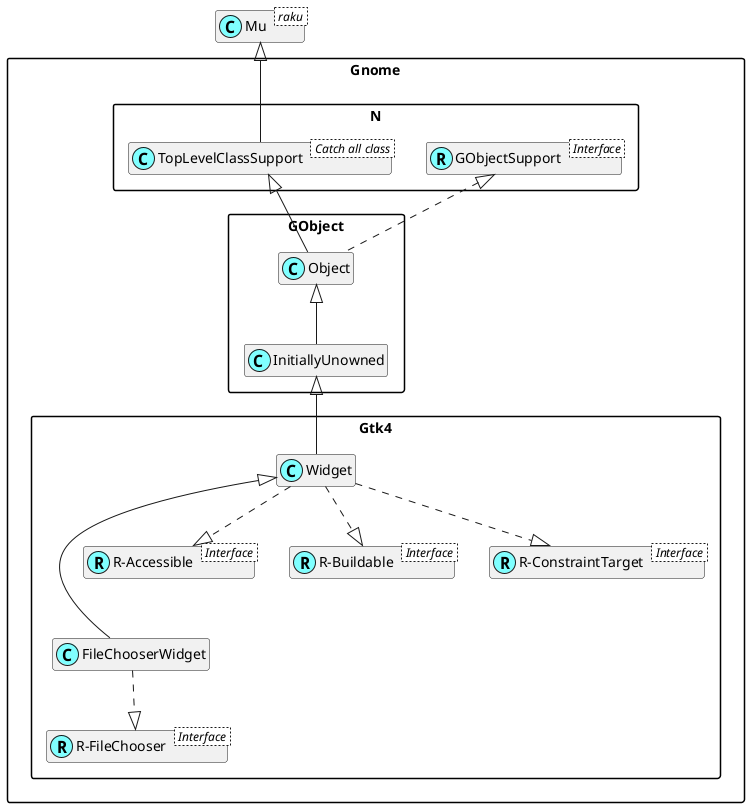 C Mu raku
Gnome
N
C TopLevelClassSupport Catch all class
R GObjectSupport Interface
GObject
C Object
C InitiallyUnowned
Gtk4
C Widget
R R-Accessible Interface
R R-Buildable Interface
R R-ConstraintTarget Interface
C FileChooserWidget
R R-FileChooser Interface